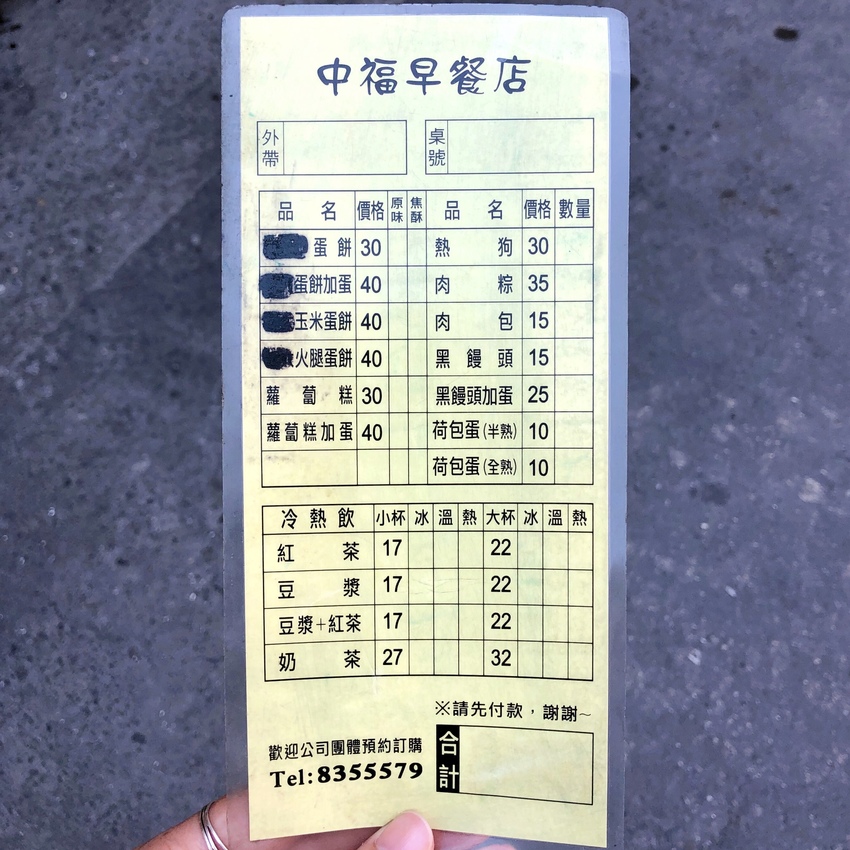 中福早餐店
外帶 桌號
品名 價格 原味 焦酥 品名 價格 數量
蛋餅 30 熱狗 30
蛋餅加蛋 40 肉粽 35
玉米蛋餅 40 肉包 15
火腿蛋餅 40 黑饅頭 15
蘿蔔糕 30 黑饅頭加蛋 25
蘿蔔糕加蛋 40 荷包蛋(半熟) 10
荷包蛋(全熟) 10
冷熱飲 小杯 冰 溫 熱 大杯 冰 溫 熱
紅茶 17 22
豆漿 17 22
豆漿+紅茶 17 22
奶茶 27 32
※請先付款，謝謝~
歡迎公司團體預約訂購
Tel:8355579
合計